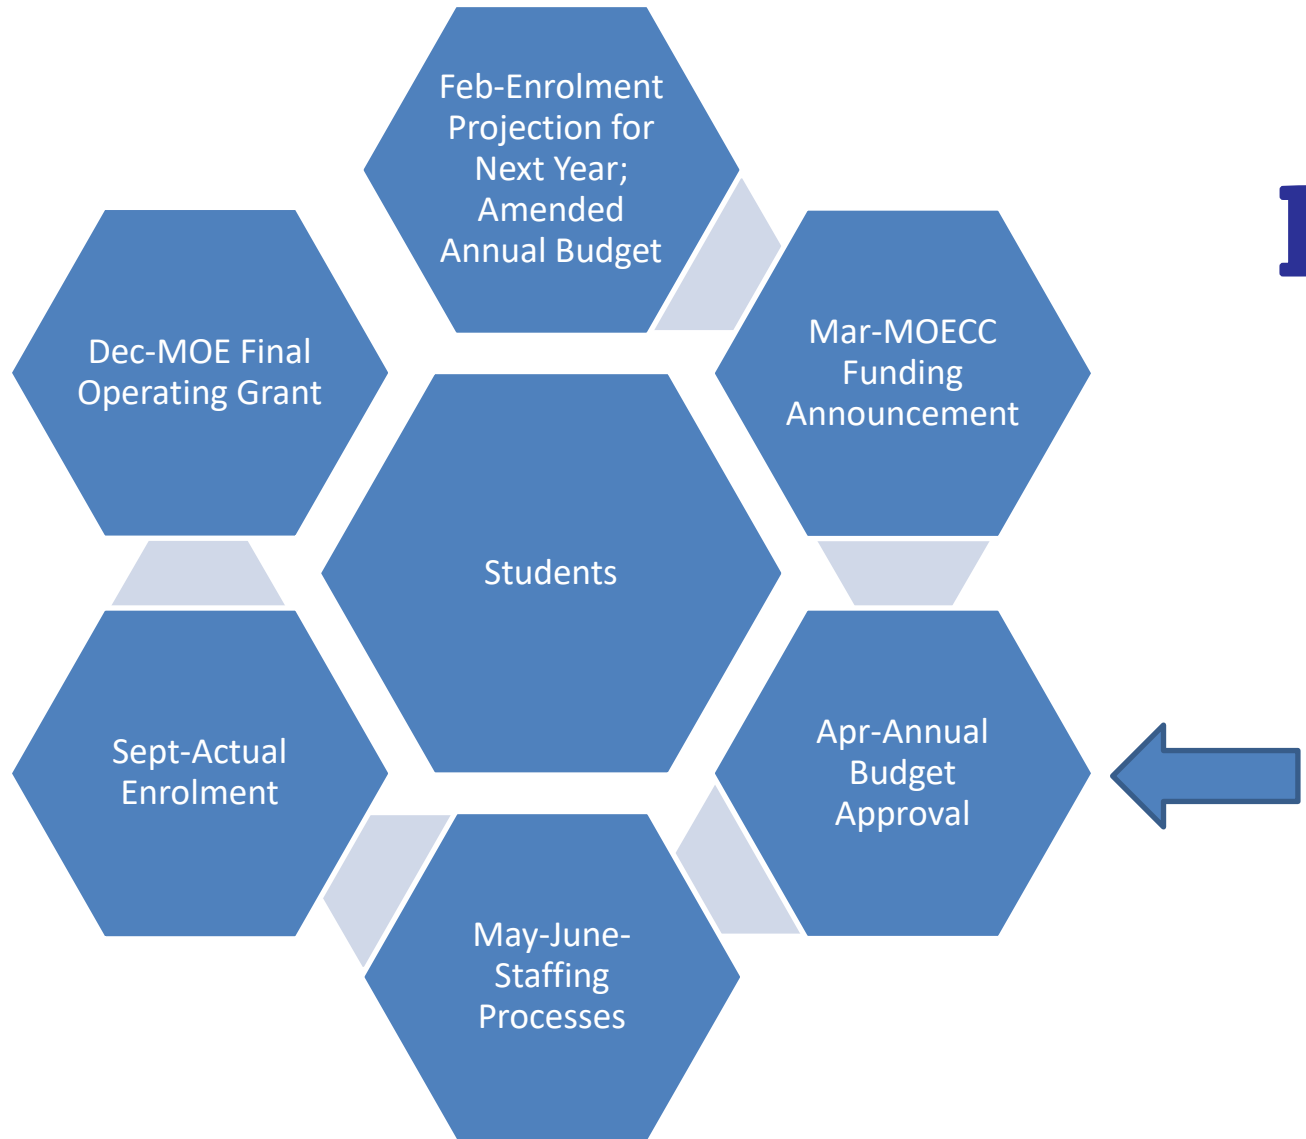 Feb-Enrolment
Projection for
Next Year;
Amended
Annual Budget
Mar-MOECC
Funding
Announcement
Dec-MOE Final
Operating Grant
Students
Apr-Annual
Budget
Approval
Sept-Actual
Enrolment
May-June-
Staffing
Processes